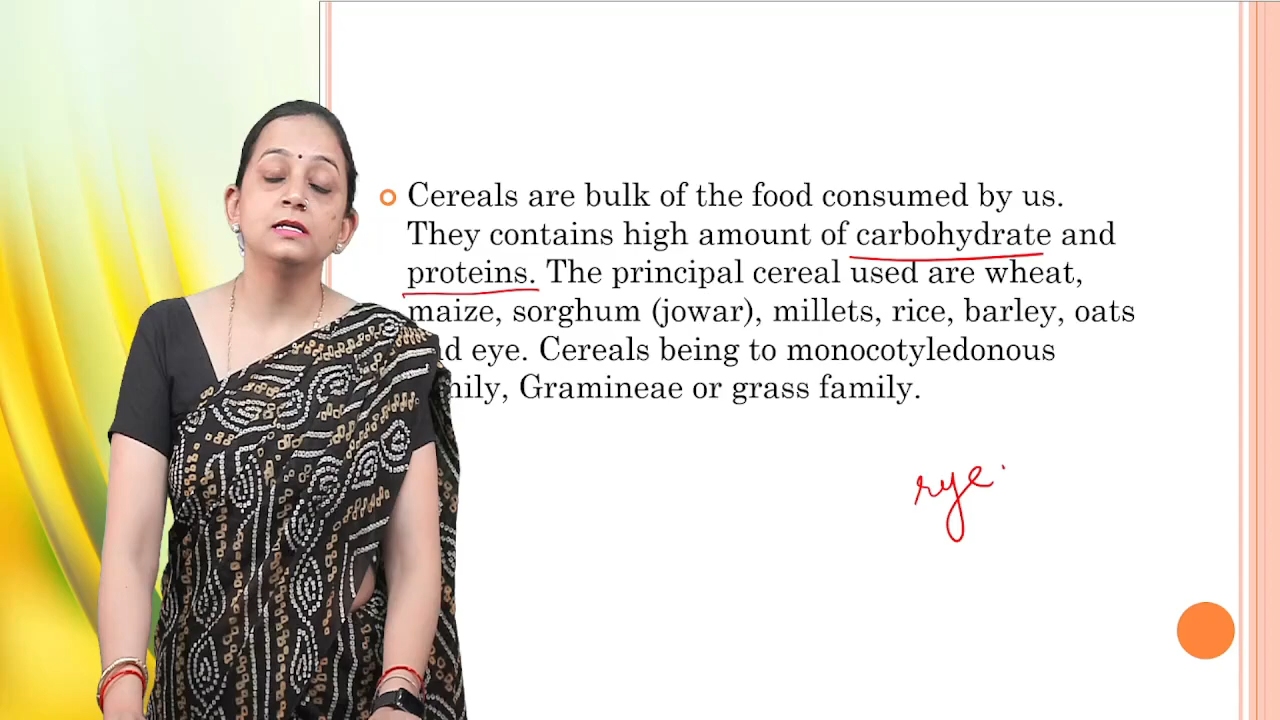 Cereals are bulk of the food consumed by us.
They contains high amount of carbohydrate and
proteins. The principal cereal used are wheat,
maize, sorghum (jowar), millets, rice, barley, oats
eye. Cereals being to monocotyledonous
Gramineae or grass family.
rye.